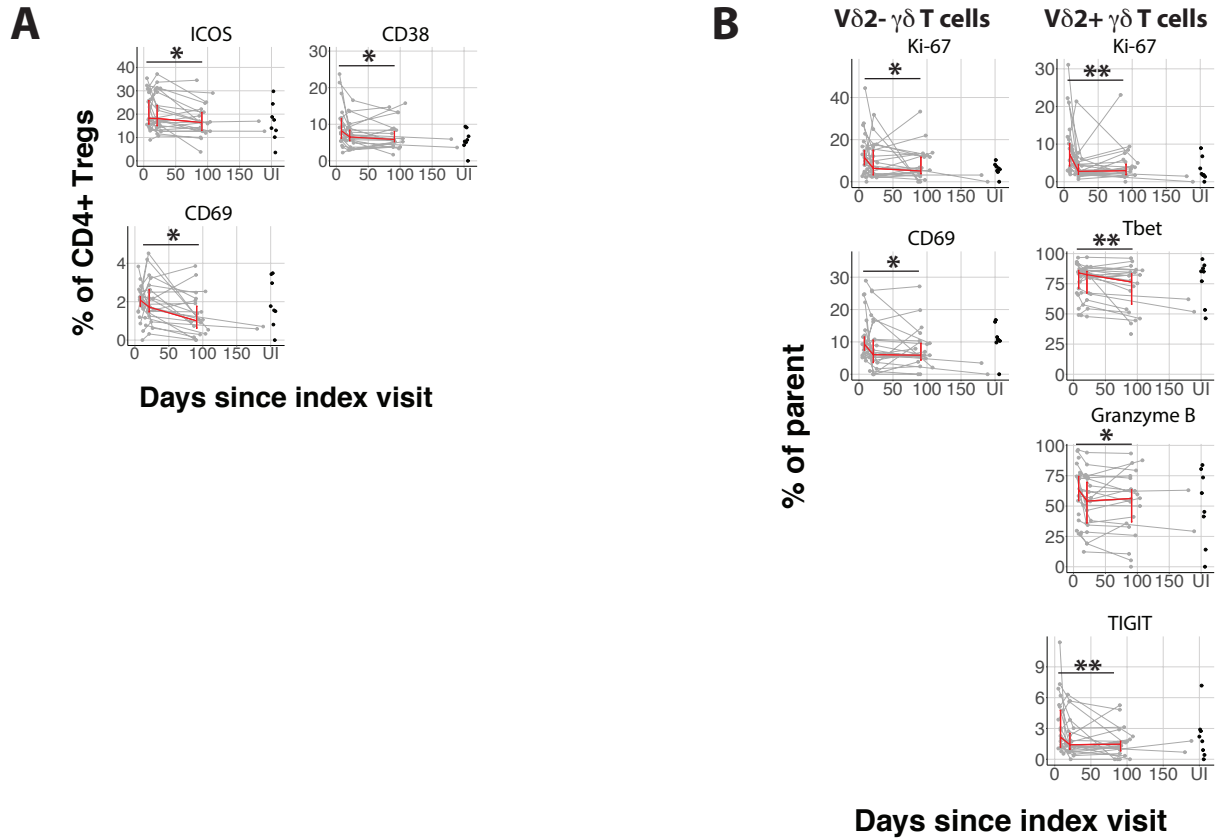 A
ICOS
*
40
30
20
10
0
0 50 100 150 UI
CD38
*
30
20
10
0
0 50 100 150 UI
CD69
*
4
2
0
0 50 100 150 UI
% of CD4+ Tregs
Days since index visit
B
Vδ2- γδ T cells
Vδ2+ γδ T cells
Ki-67
*
40
20
0
0 50 100 150 UI
Ki-67
**
30
20
10
0
0 50 100 150 UI
CD69
*
30
20
10
0
0 50 100 150 UI
Tbet
**
100
75
50
25
0
0 50 100 150 UI
Granzyme B
*
100
75
50
25
0
0 50 100 150 UI
TIGIT
**
9
6
3
0
0 50 100 150 UI
% of parent
Days since index visit